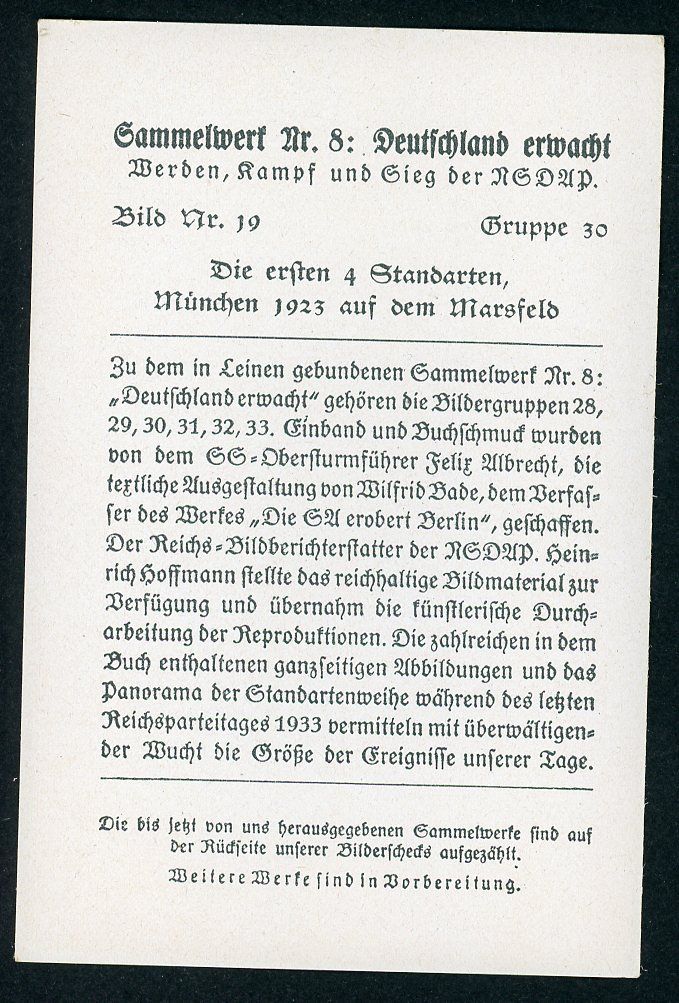 Sammelwerk Nr. 8: Deutschland erwacht
Werden, Kampf und Sieg der NSDAP.
Bild Nr. 19 Gruppe 30
Die ersten 4 Standarten,
München 1923 auf dem Marsfeld
Zu dem in Leinen gebundenen Sammelwerk Nr. 8:
„Deutschland erwacht“ gehören die Bildergruppen 28,
29, 30, 31, 32, 33. Einband und Buchschmuck wurden
von dem SS-Obersturmführer Felix Albrecht, die
textliche Ausgestaltung von Wilfrid Bade, dem Verfas-
ser des Werkes „Die SA erobert Berlin“, geschaffen.
Der Reichs-Bildberichterstatter der NSDAP. Hein-
rich Hoffmann stellte das reichhaltige Bildmaterial zur
Verfügung und übernahm die künstlerische Durch-
arbeitung der Reproduktionen. Die zahlreichen in dem
Buch enthaltenen ganzseitigen Abbildungen und das
Panorama der Standartenweihe während des letzten
Reichsparteitages 1933 vermitteln mit überwältigen-
der Wucht die Größe der Ereignisse unserer Tage.
Die bis jetzt von uns herausgegebenen Sammelwerke sind auf
der Rückseite unserer Bilderschecks aufgezählt.
Weitere Werke sind in Vorbereitung.